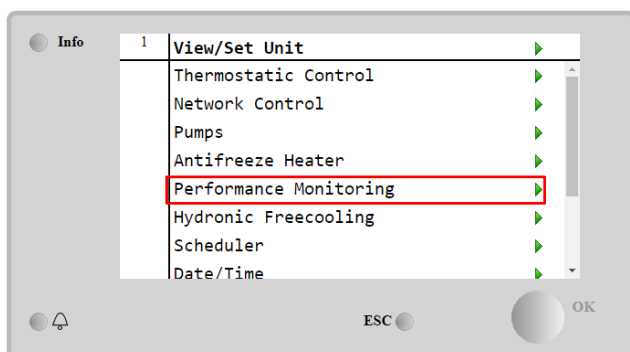 Info
1 View/Set Unit
Thermostatic Control
Network Control
Pumps
Antifreeze Heater
Performance Monitoring
Hydronic Freecooling
Scheduler
Date/Time
ESC
OK